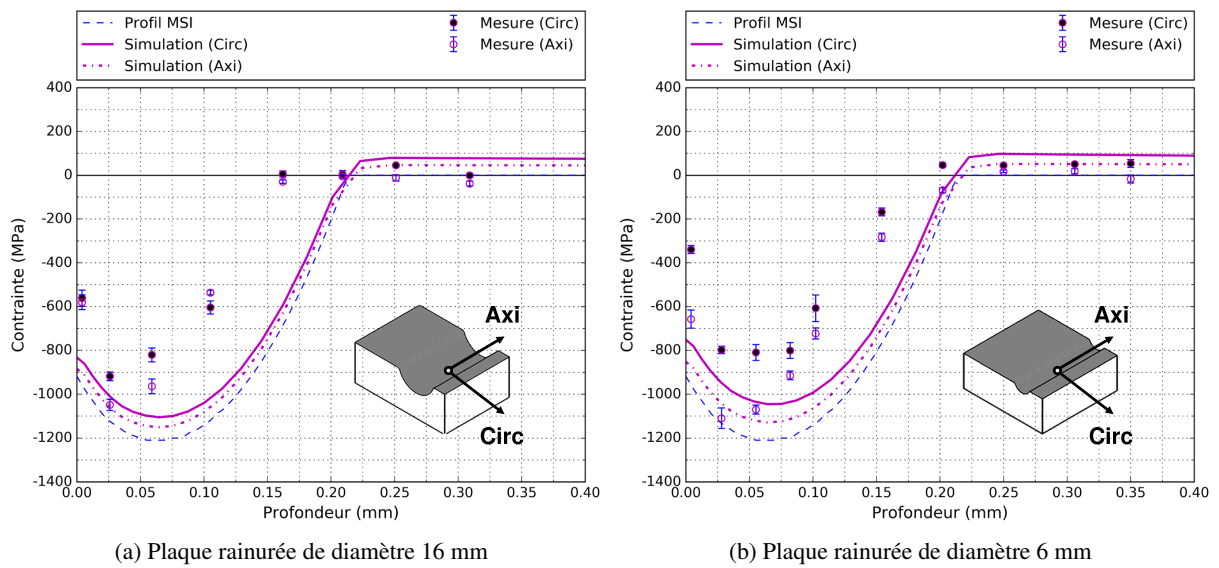 Profil MSI
Simulation (Circ)
Simulation (Axi)
Mesure (Circ)
Mesure (Axi)
400
200
0
-200
-400
-600
-800
-1000
-1200
-1400
Contrainte (MPa)
Axi
Circ
0.00 0.05 0.10 0.15 0.20 0.25 0.30 0.35 0.40
Profondeur (mm)
(a) Plaque rainurée de diamètre 16 mm
Profil MSI
Simulation (Circ)
Simulation (Axi)
Mesure (Circ)
Mesure (Axi)
400
200
0
-200
-400
-600
-800
-1000
-1200
-1400
Contrainte (MPa)
Axi
Circ
0.00 0.05 0.10 0.15 0.20 0.25 0.30 0.35 0.40
Profondeur (mm)
(b) Plaque rainurée de diamètre 6 mm